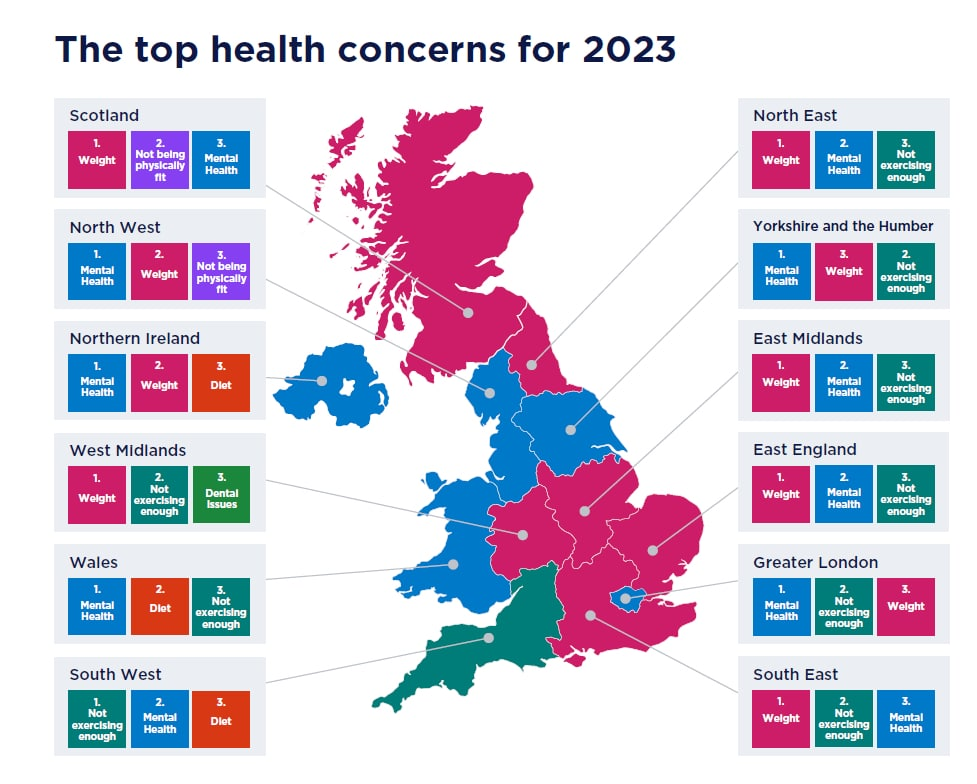 The top health concerns for 2023
Scotland
1.
Weight
2.
Not being
physically
fit
3.
Mental
Health
North West
1.
Mental
Health
2.
Weight
3.
Not being
physically
fit
Northern Ireland
1.
Mental
Health
2.
Weight
3.
Diet
West Midlands
1.
Weight
2.
Not
exercising
enough
3.
Dental
Issues
Wales
1.
Mental
Health
2.
Diet
3.
Not
exercising
enough
South West
1.
Not
exercising
enough
2.
Mental
Health
3.
Diet
North East
1.
Weight
2.
Mental
Health
3.
Not
exercising
enough
Yorkshire and the Humber
1.
Mental
Health
3.
Weight
2.
Not
exercising
enough
East MIdlands
1.
Weight
2.
Mental
Health
3.
Not
exercising
enough
East England
1.
Weight
2.
Mental
Health
3.
Not
exercising
enough
Greater London
1.
Mental
Health
2.
Not
exercising
enough
3.
Weight
South East
1.
Weight
2.
Not
exercising
enough
3.
Mental
Health